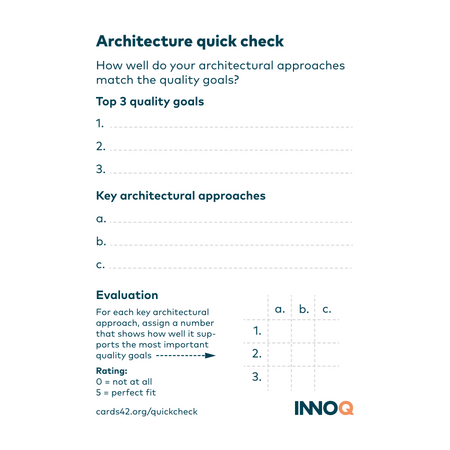 Architecture quick check
How well do your architectural approaches
match the quality goals?
Top 3 quality goals
1.
2.
3.
Key architectural approaches
a.
b.
c.
Evaluation
For each key architectural
approach, assign a number
that shows how well it sup-
ports the most important
quality goals
Rating:
0 = not at all
5 = perfect fit
cards42.org/quickcheck
a. b. c.
1.
2.
3.
INNOQ